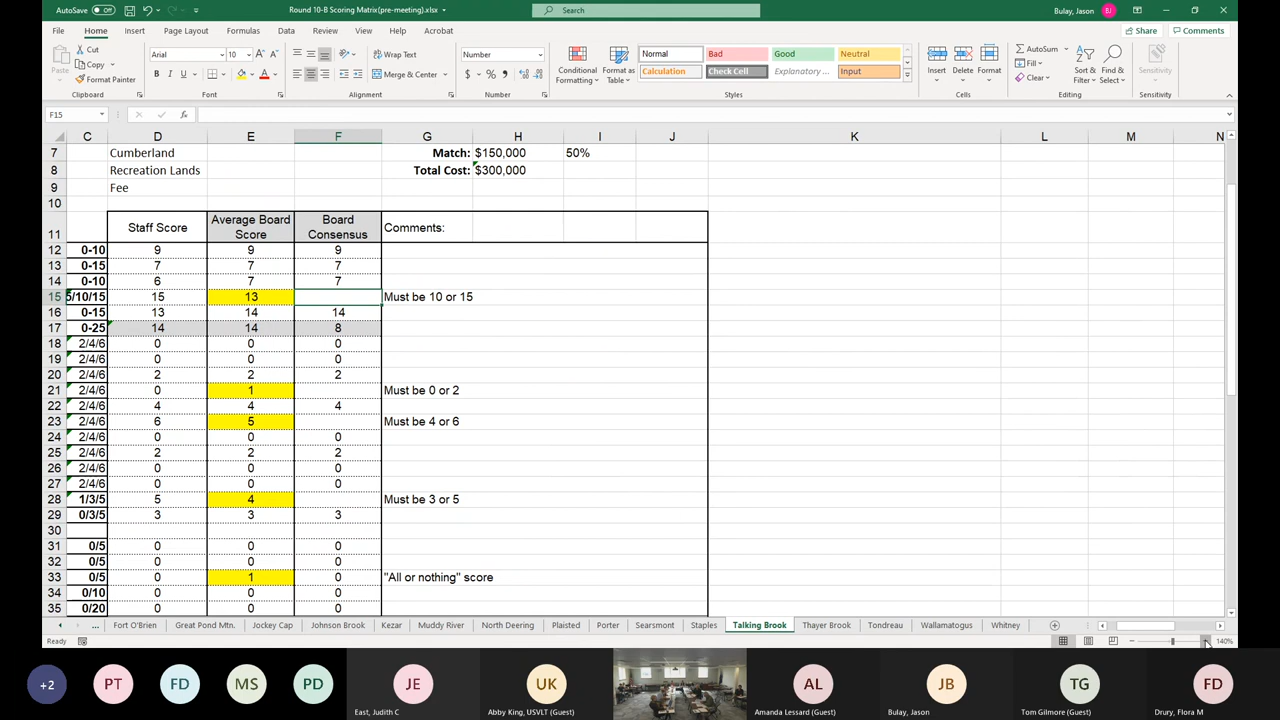 AutoSave Off Round 10-B Scoring Matrix(pre-meeting).xlsx Search Bulay, Jason BJ
File Home Insert Page Layout Formulas Data Review View Help Acrobat Share Comments
Cut Copy Format Painter Paste Clipboard
Arial 10 Font
Wrap Text Merge & Center Alignment
Number Number
Conditional Formatting Format as Table Normal Bad Good Neutral Calculation Check Cell Explanatory ... Input Styles
Insert Delete Format Cells
AutoSum Fill Clear Sort & Filter Find & Select Editing
Sensitivity Sensitivity
F15 fx
C D E F G H I J K L M N
7 Cumberland Match: $150,000 50%
8 Recreation Lands Total Cost: $300,000
9 Fee
10
11 Staff Score Average Board Score Board Consensus Comments:
12 0-10 9 9 9
13 0-15 7 7 7
14 0-10 6 7 7
15 5/10/15 15 13 Must be 10 or 15
16 0-15 13 14 14
17 0-25 14 14 8
18 2/4/6 0 0 0
19 2/4/6 0 0 0
20 2/4/6 2 2 2
21 2/4/6 0 1 Must be 0 or 2
22 2/4/6 4 4 4
23 2/4/6 6 5 Must be 4 or 6
24 2/4/6 0 0 0
25 2/4/6 2 2 2
26 2/4/6 0 0 0
27 2/4/6 0 0 0
28 1/3/5 5 4 Must be 3 or 5
29 0/3/5 3 3 3
30
31 0/5 0 0 0
32 0/5 0 0 0
33 0/5 0 1 0 "All or nothing" score
34 0/10 0 0 0
35 0/20 0 0 0
... Fort O'Brien Great Pond Mtn. Jockey Cap Johnson Brook Kezar Muddy River North Deering Plaisted Porter Searsmont Staples Talking Brook Thayer Brook Tondreau Wallamatogus Whitney
Ready 140%
+2 PT FD MS PD JE UK AL JB TG FD
East, Judith C Abby King, USVLT (Guest) Amanda Lessard (Guest) Bulay, Jason Tom Gilmore (Guest) Drury, Flora M